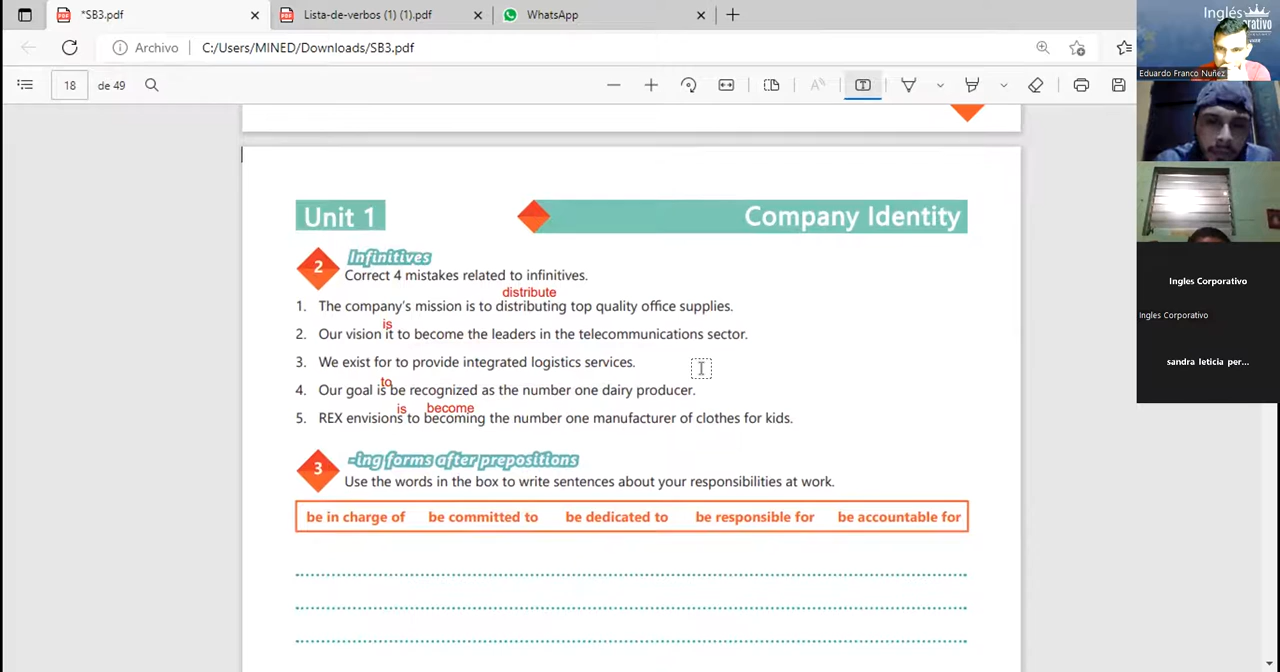 *SB3.pdf
Lista-de-verbos (1) (1).pdf
WhatsApp
Archivo
C:/Users/MINED/Downloads/SB3.pdf
18
de 49
Unit 1
Company Identity
2
Infinitives
Correct 4 mistakes related to infinitives.
distribute
1. The company's mission is to distributing top quality office supplies.
is
2. Our vision it to become the leaders in the telecommunications sector.
3. We exist for to provide integrated logistics services.
to
4. Our goal is be recognized as the number one dairy producer.
is become
5. REX envisions to becoming the number one manufacturer of clothes for kids.
3
-ing forms after prepositions
Use the words in the box to write sentences about your responsibilities at work.
be in charge of be committed to be dedicated to be responsible for be accountable for
Inglés
Eduardo Franco Nuñez
Ingles Corporativo
Ingles Corporativo
sandra leticia per...